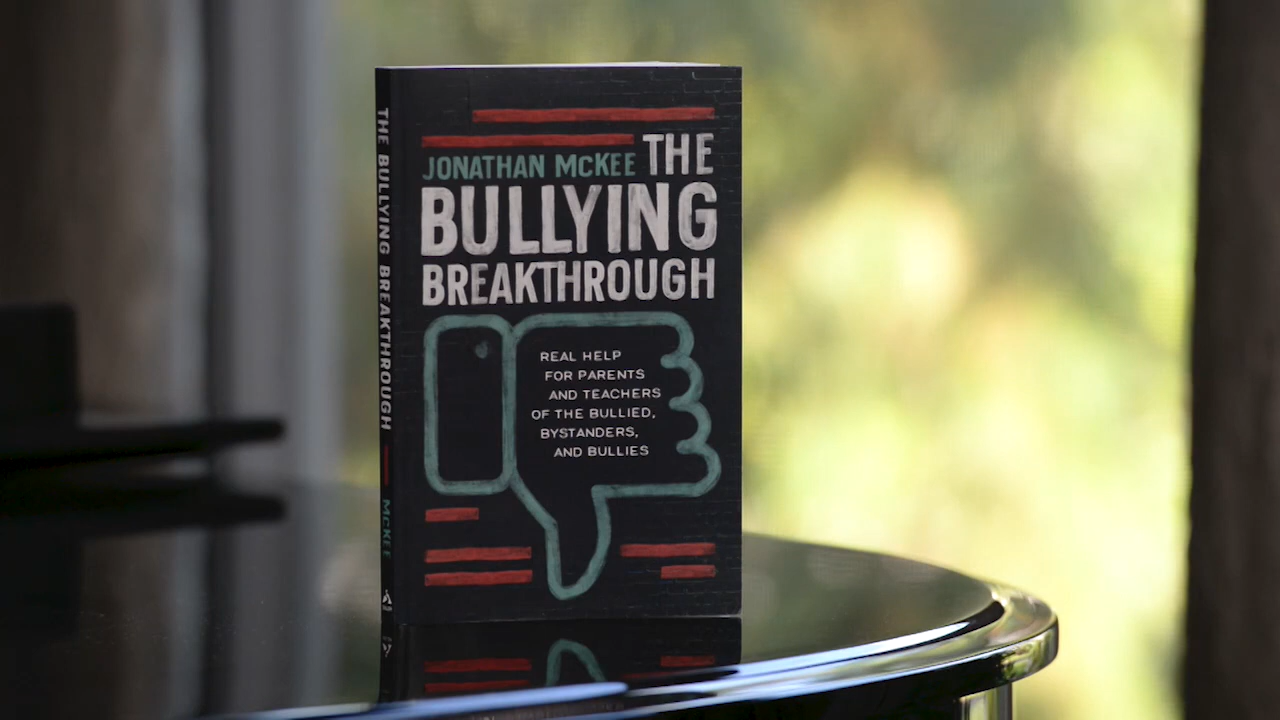 JONATHAN MCKEE THE
BULLYING
BREAKTHROUGH
REAL HELP
FOR PARENTS
AND TEACHERS
OF THE BULLIED,
BYSTANDERS,
AND BULLIES
THE BULLYING BREAKTHROUGH MCKEE